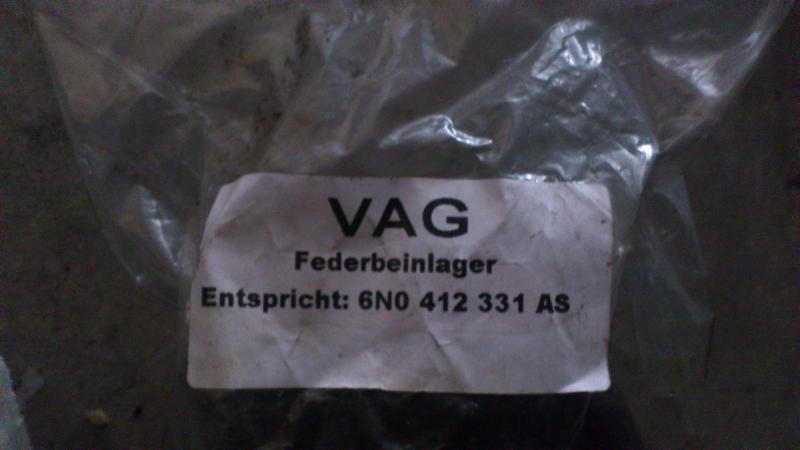 VAG
Federbeinlager
Entspricht: 6N0 412 331 AS